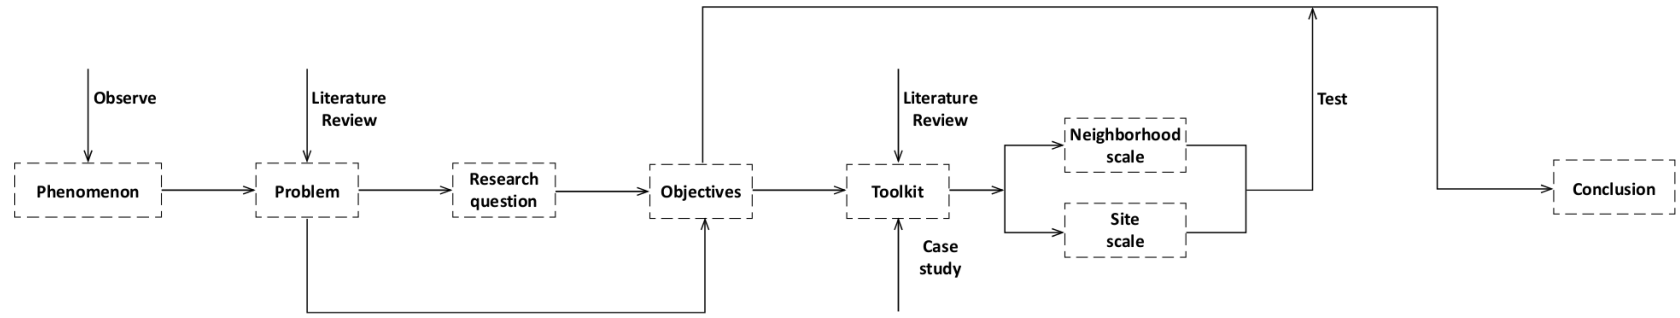 Observe
Literature
Review
Literature
Review
Test
Phenomenon
Problem
Research
question
Objectives
Toolkit
Neighborhood
scale
Site
scale
Case
study
Conclusion